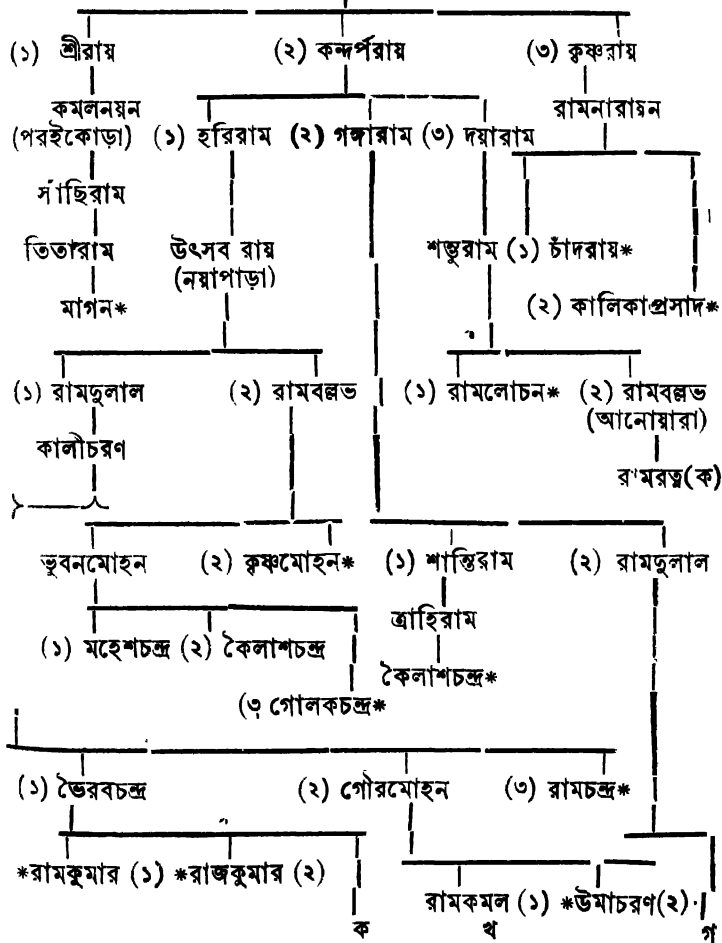 (১) শ্রীরায় (২) কন্দর্পরায় (৩) কৃষ্ণরায়
কমলনয়ন রামনারায়ন
(পরইকোড়া) (১) হরিরাম (২) গঙ্গারাম (৩) দয়ারাম
সাঁছিরাম
তিতারাম উৎসব রায় শম্ভুরাম (১) চাঁদরায়*
(নয়াপাড়া)
মাগন* (২) কালিকাপ্রসাদ*
(১) রামদুলাল (২) রামবল্লভ (১) রামলোচন* (২) রামবল্লভ
(আনোয়ারা)
কালীচরণ
রামরত্ন(ক)
ভুবনমোহন (২) কৃষ্ণমোহন* (১) শান্তিরাম (২) রামদুলাল
ত্রাহিরাম
(১) মহেশচন্দ্র (২) কৈলাশচন্দ্র
কৈলাশচন্দ্র*
(৩) গোলকচন্দ্র*
(১) ভৈরবচন্দ্র (২) গৌরমোহন (৩) রামচন্দ্র*
*রামকুমার (১) *রাজকুমার (২)
রামকমল (১) *উমাচরণ(২)
ক খ গ